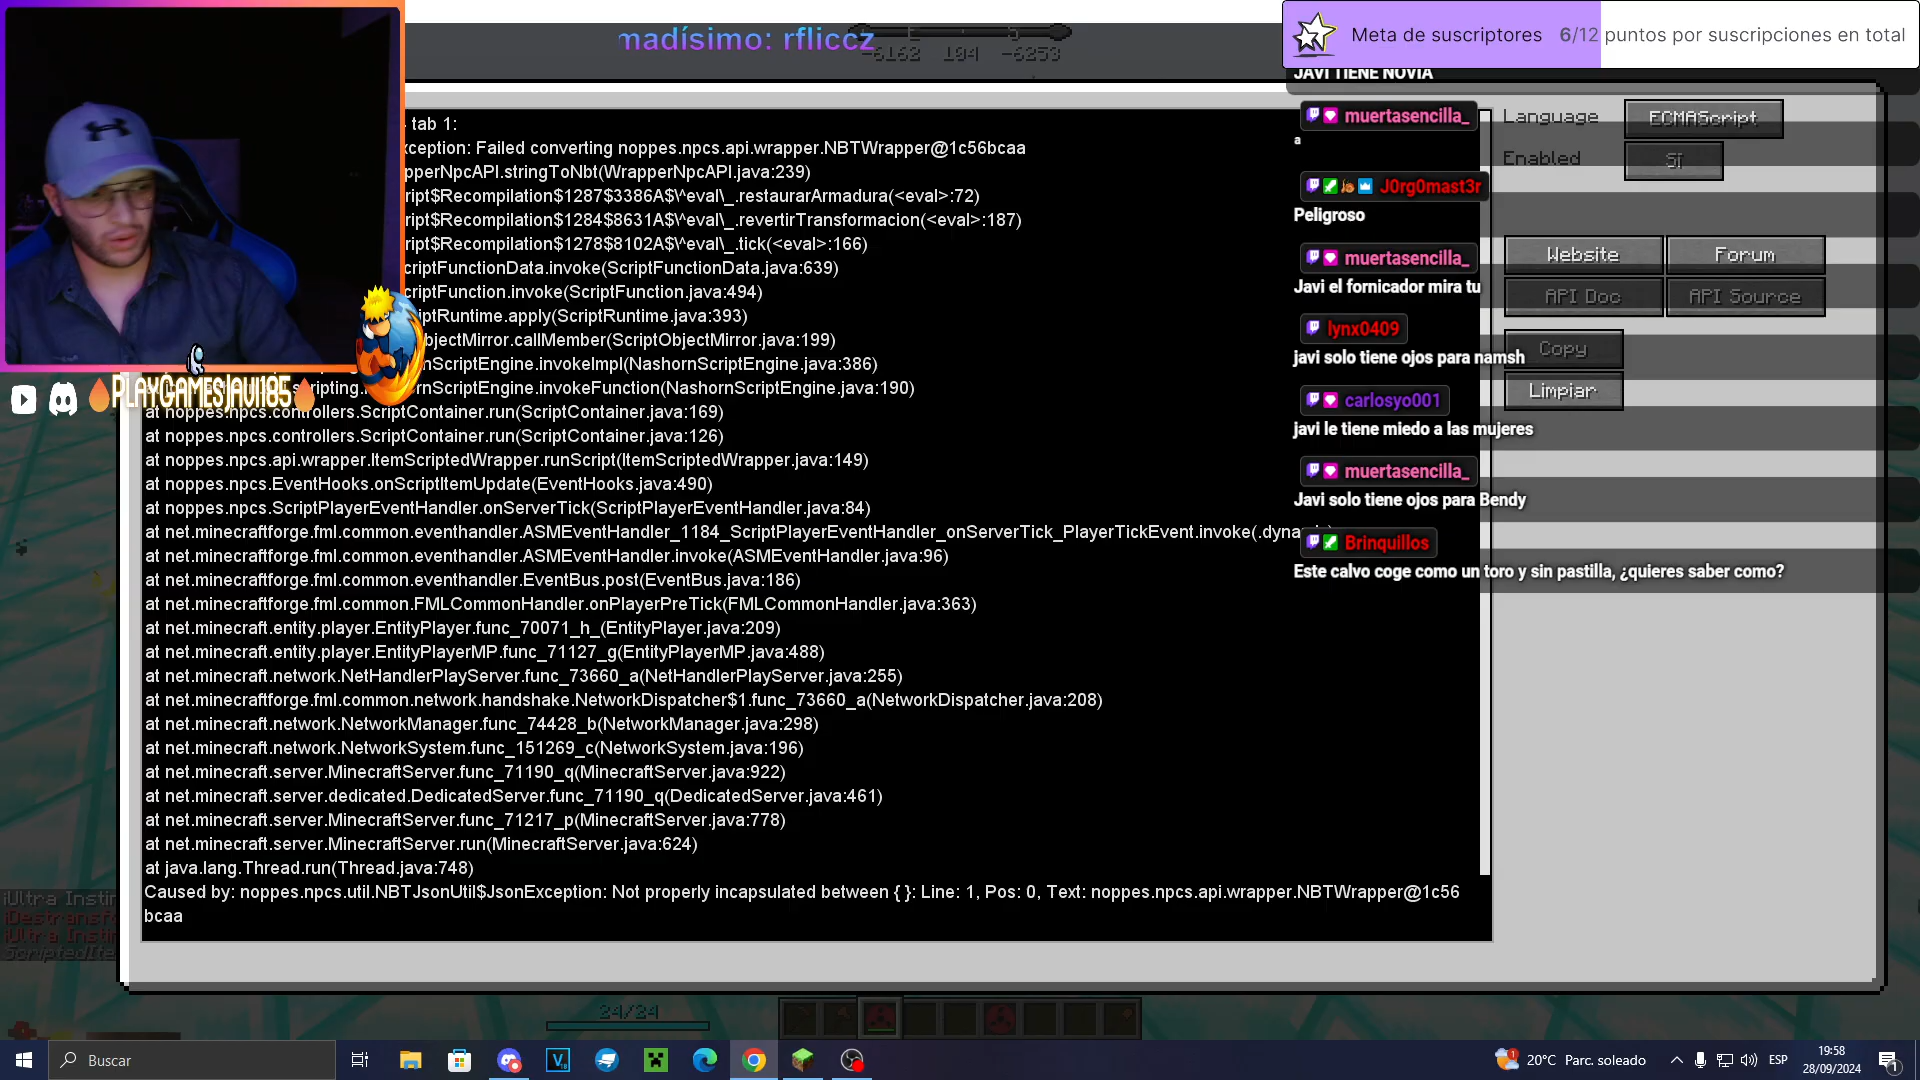 madísimo: rfliccz
-6162 104 -6253
Meta de suscriptores 6/12 puntos por suscripciones en total
tab 1:
ception: Failed converting noppes.npcs.api.wrapper.NBTWrapper@1c56bcaa
pperNpcAPI.stringToNbt(WrapperNpcAPI.java:239)
ript$Recompilation$1287$3386A$\^eval\_.restaurarArmadura(<eval>:72)
ript$Recompilation$1284$8631A$\^eval\_.revertirTransformacion(<eval>:187)
ript$Recompilation$1278$8102A$\^eval\_.tick(<eval>:166)
criptFunctionData.invoke(ScriptFunctionData.java:639)
criptFunction.invoke(ScriptFunction.java:494)
ptRuntime.apply(ScriptRuntime.java:393)
bjectMirror.callMember(ScriptObjectMirror.java:199)
nScriptEngine.invokeImpl(NashornScriptEngine.java:386)
scripting. ornScriptEngine.invokeFunction(NashornScriptEngine.java:190)
at noppes.npcs.controllers.ScriptContainer.run(ScriptContainer.java:169)
at noppes.npcs.controllers.ScriptContainer.run(ScriptContainer.java:126)
at noppes.npcs.api.wrapper.ItemScriptedWrapper.runScript(ItemScriptedWrapper.java:149)
at noppes.npcs.EventHooks.onScriptItemUpdate(EventHooks.java:490)
at noppes.npcs.ScriptPlayerEventHandler.onServerTick(ScriptPlayerEventHandler.java:84)
at net.minecraftforge.fml.common.eventhandler.ASMEventHandler_1184_ScriptPlayerEventHandler_onServerTick_PlayerTickEvent.invoke(.dyna
at net.minecraftforge.fml.common.eventhandler.ASMEventHandler.invoke(ASMEventHandler.java:96)
at net.minecraftforge.fml.common.eventhandler.EventBus.post(EventBus.java:186)
at net.minecraftforge.fml.common.FMLCommonHandler.onPlayerPreTick(FMLCommonHandler.java:363)
at net.minecraft.entity.player.EntityPlayer.func_70071_h_(EntityPlayer.java:209)
at net.minecraft.entity.player.EntityPlayerMP.func_71127_g(EntityPlayerMP.java:488)
at net.minecraft.network.NetHandlerPlayServer.func_73660_a(NetHandlerPlayServer.java:255)
at net.minecraftforge.fml.common.network.handshake.NetworkDispatcher$1.func_73660_a(NetworkDispatcher.java:208)
at net.minecraft.network.NetworkManager.func_74428_b(NetworkManager.java:298)
at net.minecraft.network.NetworkSystem.func_151269_c(NetworkSystem.java:196)
at net.minecraft.server.MinecraftServer.func_71190_q(MinecraftServer.java:922)
at net.minecraft.server.dedicated.DedicatedServer.func_71190_q(DedicatedServer.java:461)
at net.minecraft.server.MinecraftServer.func_71217_p(MinecraftServer.java:778)
at net.minecraft.server.MinecraftServer.run(MinecraftServer.java:624)
at java.lang.Thread.run(Thread.java:748)
Caused by: noppes.npcs.util.NBTJsonUtil$JsonException: Not properly incapsulated between { }: Line: 1, Pos: 0, Text: noppes.npcs.api.wrapper.NBTWrapper@1c56
bcaa
PLAYGAMESJAVI185
JAVI TIENE NOVIA
muertasencilla_
a
J0rg0mast3r
Peligroso
muertasencilla_
Javi el fornicador mira tu
lynx0409
javi solo tiene ojos para namsh
carlosyo001
javi le tiene miedo a las mujeres
muertasencilla_
Javi solo tiene ojos para Bendy
Brinquillos
Este calvo coge como un toro y sin pastilla, ¿quieres saber como?
Language ECMAScript
Enabled Sí
Website Forum
API Doc API Source
Copy
Limpiar
¡Ultra Instin
¡Destransf
¡Ultra Instin
ScriptedIte
24/24
Buscar
20°C Parc. soleado
ESP
19:58
28/09/2024